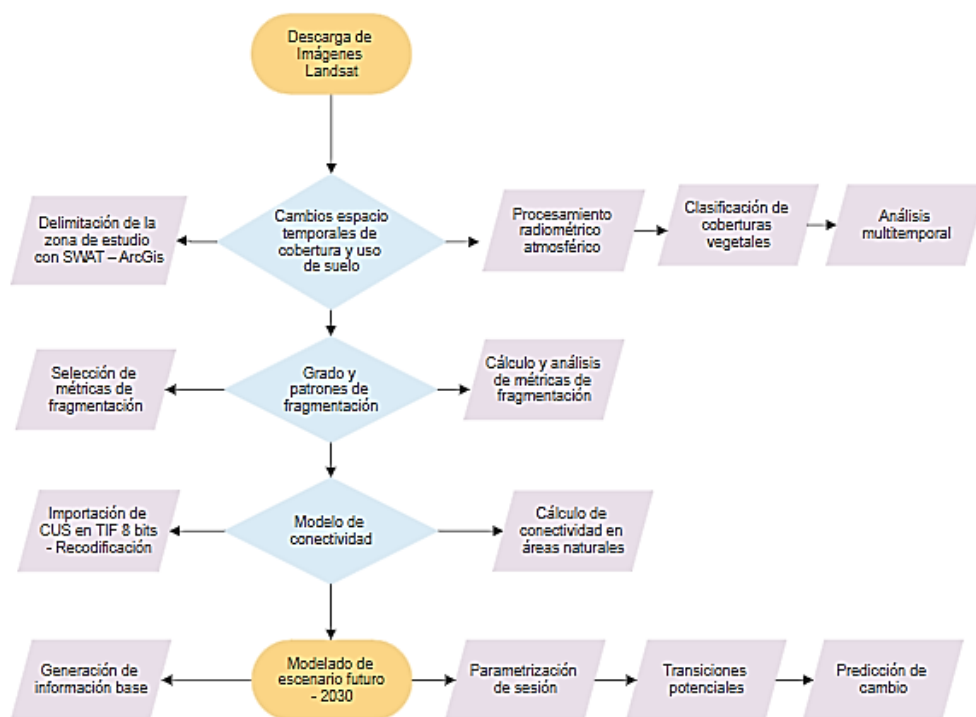 Descarga de
Imágenes
Landsat
Delimitación de la
zona de estudio
con SWAT – ArcGis
Cambios espacio
temporales de
cobertura y uso
de suelo
Procesamiento
radiométrico
atmosférico
Clasificación de
coberturas
vegetales
Análisis
multitemporal
Selección de
métricas de
fragmentación
Grado y
patrones de
fragmentación
Cálculo y análisis
de métricas de
fragmentación
Importación de
CUS en TIF 8 bits
- Recodificación
Modelo de
conectividad
Cálculo de
conectividad en
áreas naturales
Generación de
información base
Modelado de
escenario futuro
- 2030
Parametrización
de sesión
Transiciones
potenciales
Predicción de
cambio